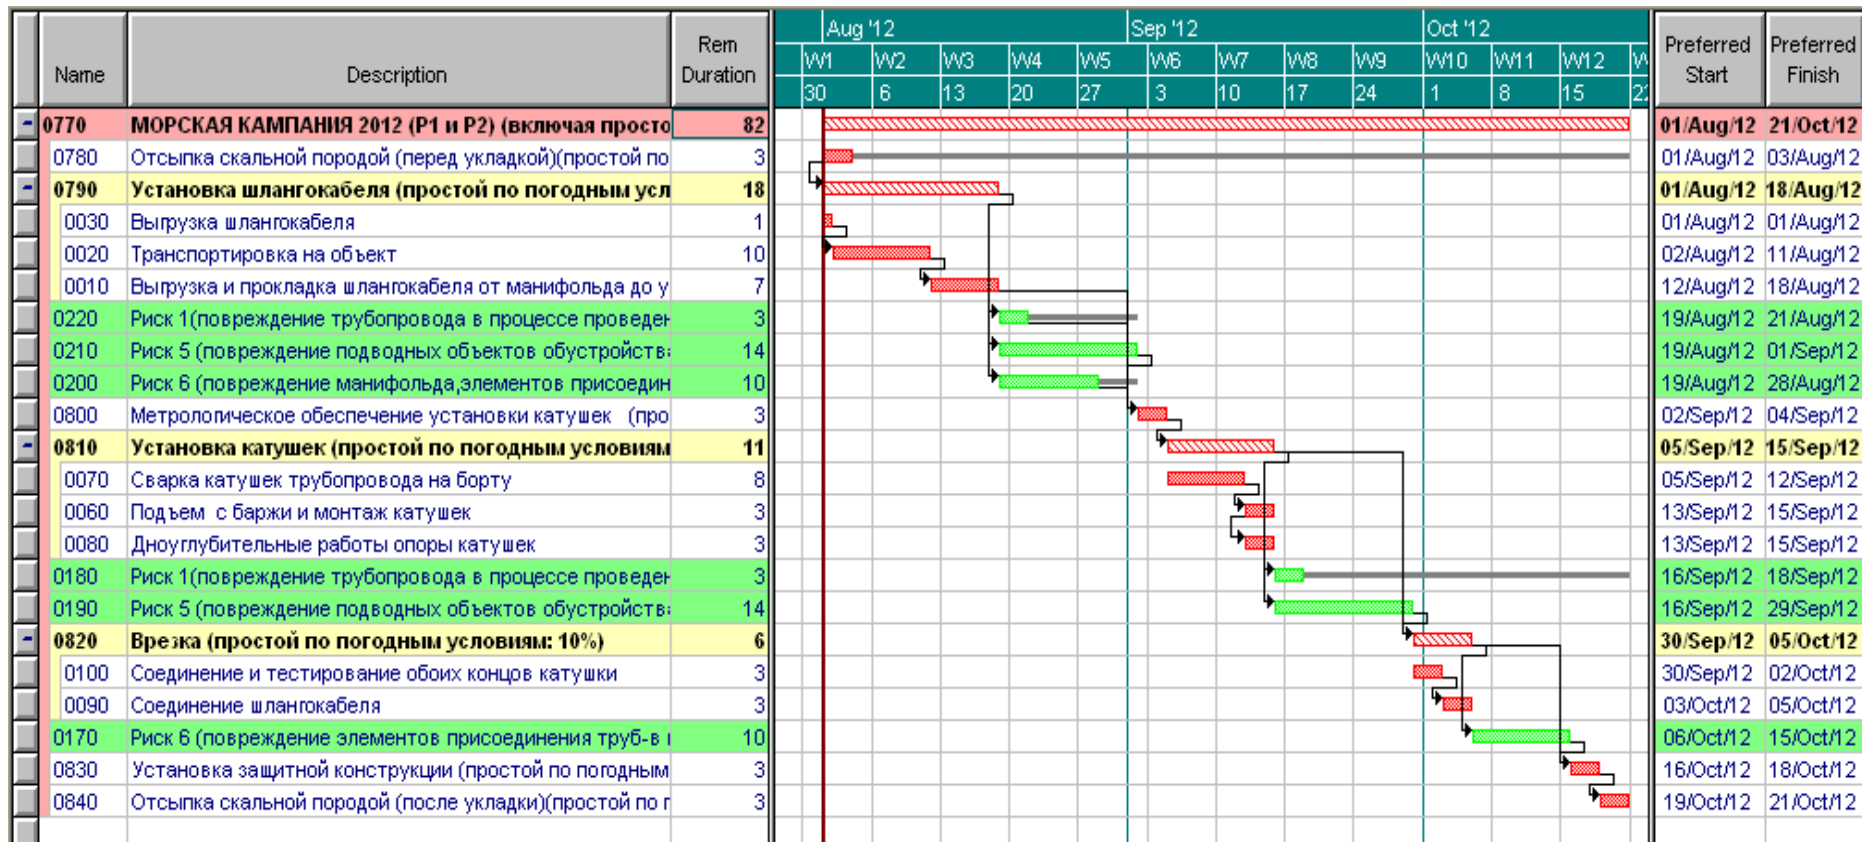 Name Description Rem Duration Aug '12 Sep '12 Oct '12 Preferred Start Preferred Finish
W1 W2 W3 W4 W5 W6 W7 W8 W9 W10 W11 W12 W
30 6 13 20 27 3 10 17 24 1 8 15 22
0770 МОРСКАЯ КАМПАНИЯ 2012 (Р1 и Р2) (включая просто 82 01/Aug/12 21/Oct/12
0780 Отсыпка скальной породой (перед укладкой)(простой по 3 01/Aug/12 03/Aug/12
0790 Установка шлангокабеля (простой по погодным усл 18 01/Aug/12 18/Aug/12
0030 Выгрузка шлангокабеля 1 01/Aug/12 01/Aug/12
0020 Транспортировка на объект 10 02/Aug/12 11/Aug/12
0010 Выгрузка и прокладка шлангокабеля от манифольда до у 7 12/Aug/12 18/Aug/12
0220 Риск 1(повреждение трубопровода в процессе проведен 3 19/Aug/12 21/Aug/12
0210 Риск 5 (повреждение подводных объектов обустройства 14 19/Aug/12 01/Sep/12
0200 Риск 6 (повреждение манифольда,элементов присоедин 10 19/Aug/12 28/Aug/12
0800 Метрологическое обеспечение установки катушек (про 3 02/Sep/12 04/Sep/12
0810 Установка катушек (простой по погодным условиям 11 05/Sep/12 15/Sep/12
0070 Сварка катушек трубопровода на борту 8 05/Sep/12 12/Sep/12
0060 Подъем с баржи и монтаж катушек 3 13/Sep/12 15/Sep/12
0080 Дноуглубительные работы опоры катушек 3 13/Sep/12 15/Sep/12
0180 Риск 1(повреждение трубопровода в процессе проведен 3 16/Sep/12 18/Sep/12
0190 Риск 5 (повреждение подводных объектов обустройства 14 16/Sep/12 29/Sep/12
0820 Врезка (простой по погодным условиям: 10%) 6 30/Sep/12 05/Oct/12
0100 Соединение и тестирование обоих концов катушки 3 30/Sep/12 02/Oct/12
0090 Соединение шлангокабеля 3 03/Oct/12 05/Oct/12
0170 Риск 6 (повреждение элементов присоединения труб-в 10 06/Oct/12 15/Oct/12
0830 Установка защитной конструкции (простой по погодным 3 16/Oct/12 18/Oct/12
0840 Отсыпка скальной породой (после укладки)(простой по 3 19/Oct/12 21/Oct/12